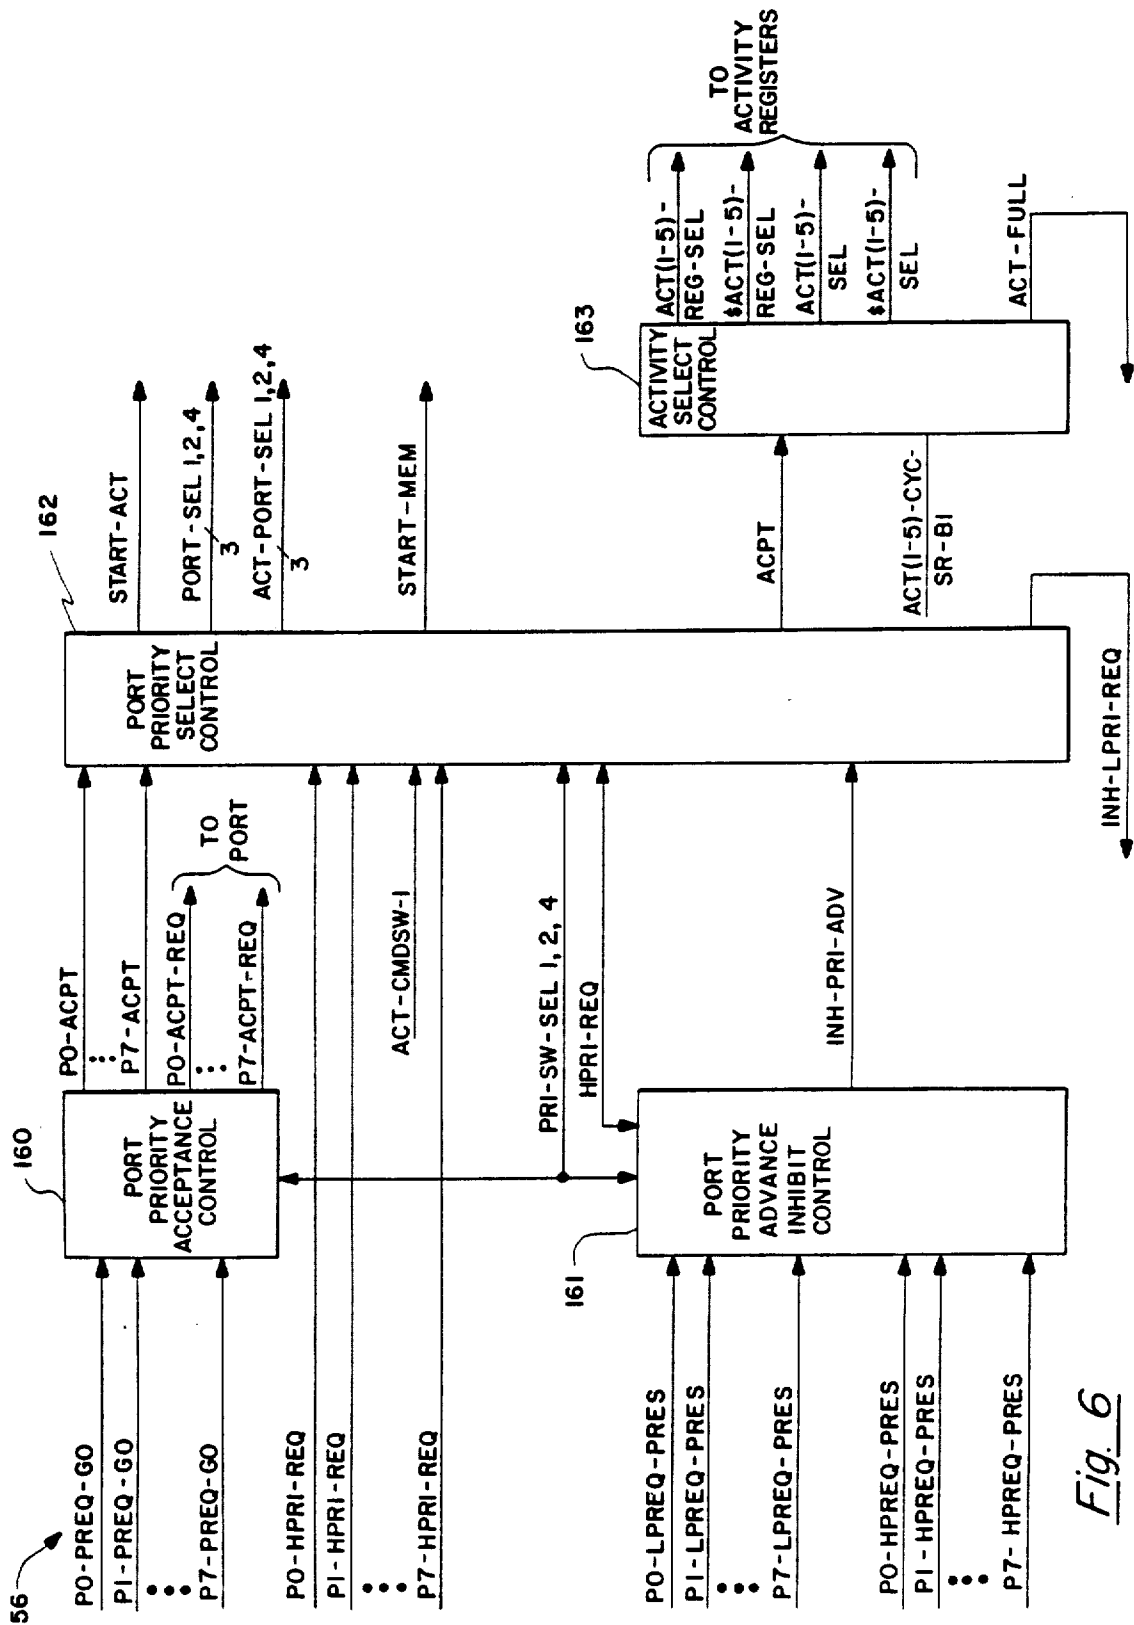 56
P0-PREQ-GO
P1-PREQ-GO
P7-PREQ-GO
160
PORT
PRIORITY
ACCEPTANCE
CONTROL
P0-ACPT
P7-ACPT
P0-ACPT-REQ
P7-ACPT-REQ
TO
PORT
P0-HPRI-REQ
P1-HPRI-REQ
P7-HPRI-REQ
ACT-CMDSW-1
PRI-SW-SEL 1, 2, 4
HPRI-REQ
162
PORT
PRIORITY
SELECT
CONTROL
START-ACT
PORT-SEL 1,2,4
3
ACT-PORT-SEL 1,2,4
3
START-MEM
161
PORT
PRIORITY
ADVANCE
INHIBIT
CONTROL
P0-LPREQ-PRES
P1-LPREQ-PRES
P7-LPREQ-PRES
P0-HPREQ-PRES
P1-HPREQ-PRES
P7-HPREQ-PRES
INH-PRI-ADV
INH-LPRI-REQ
ACPT
ACT(1-5)-CYC-
SR-B1
163
ACTIVITY
SELECT
CONTROL
ACT(1-5)-
REG-SEL
$ACT(1-5)-
REG-SEL
ACT(1-5)-
SEL
$ACT(1-5)-
SEL
ACT-FULL
TO
ACTIVITY
REGISTERS
Fig. 6